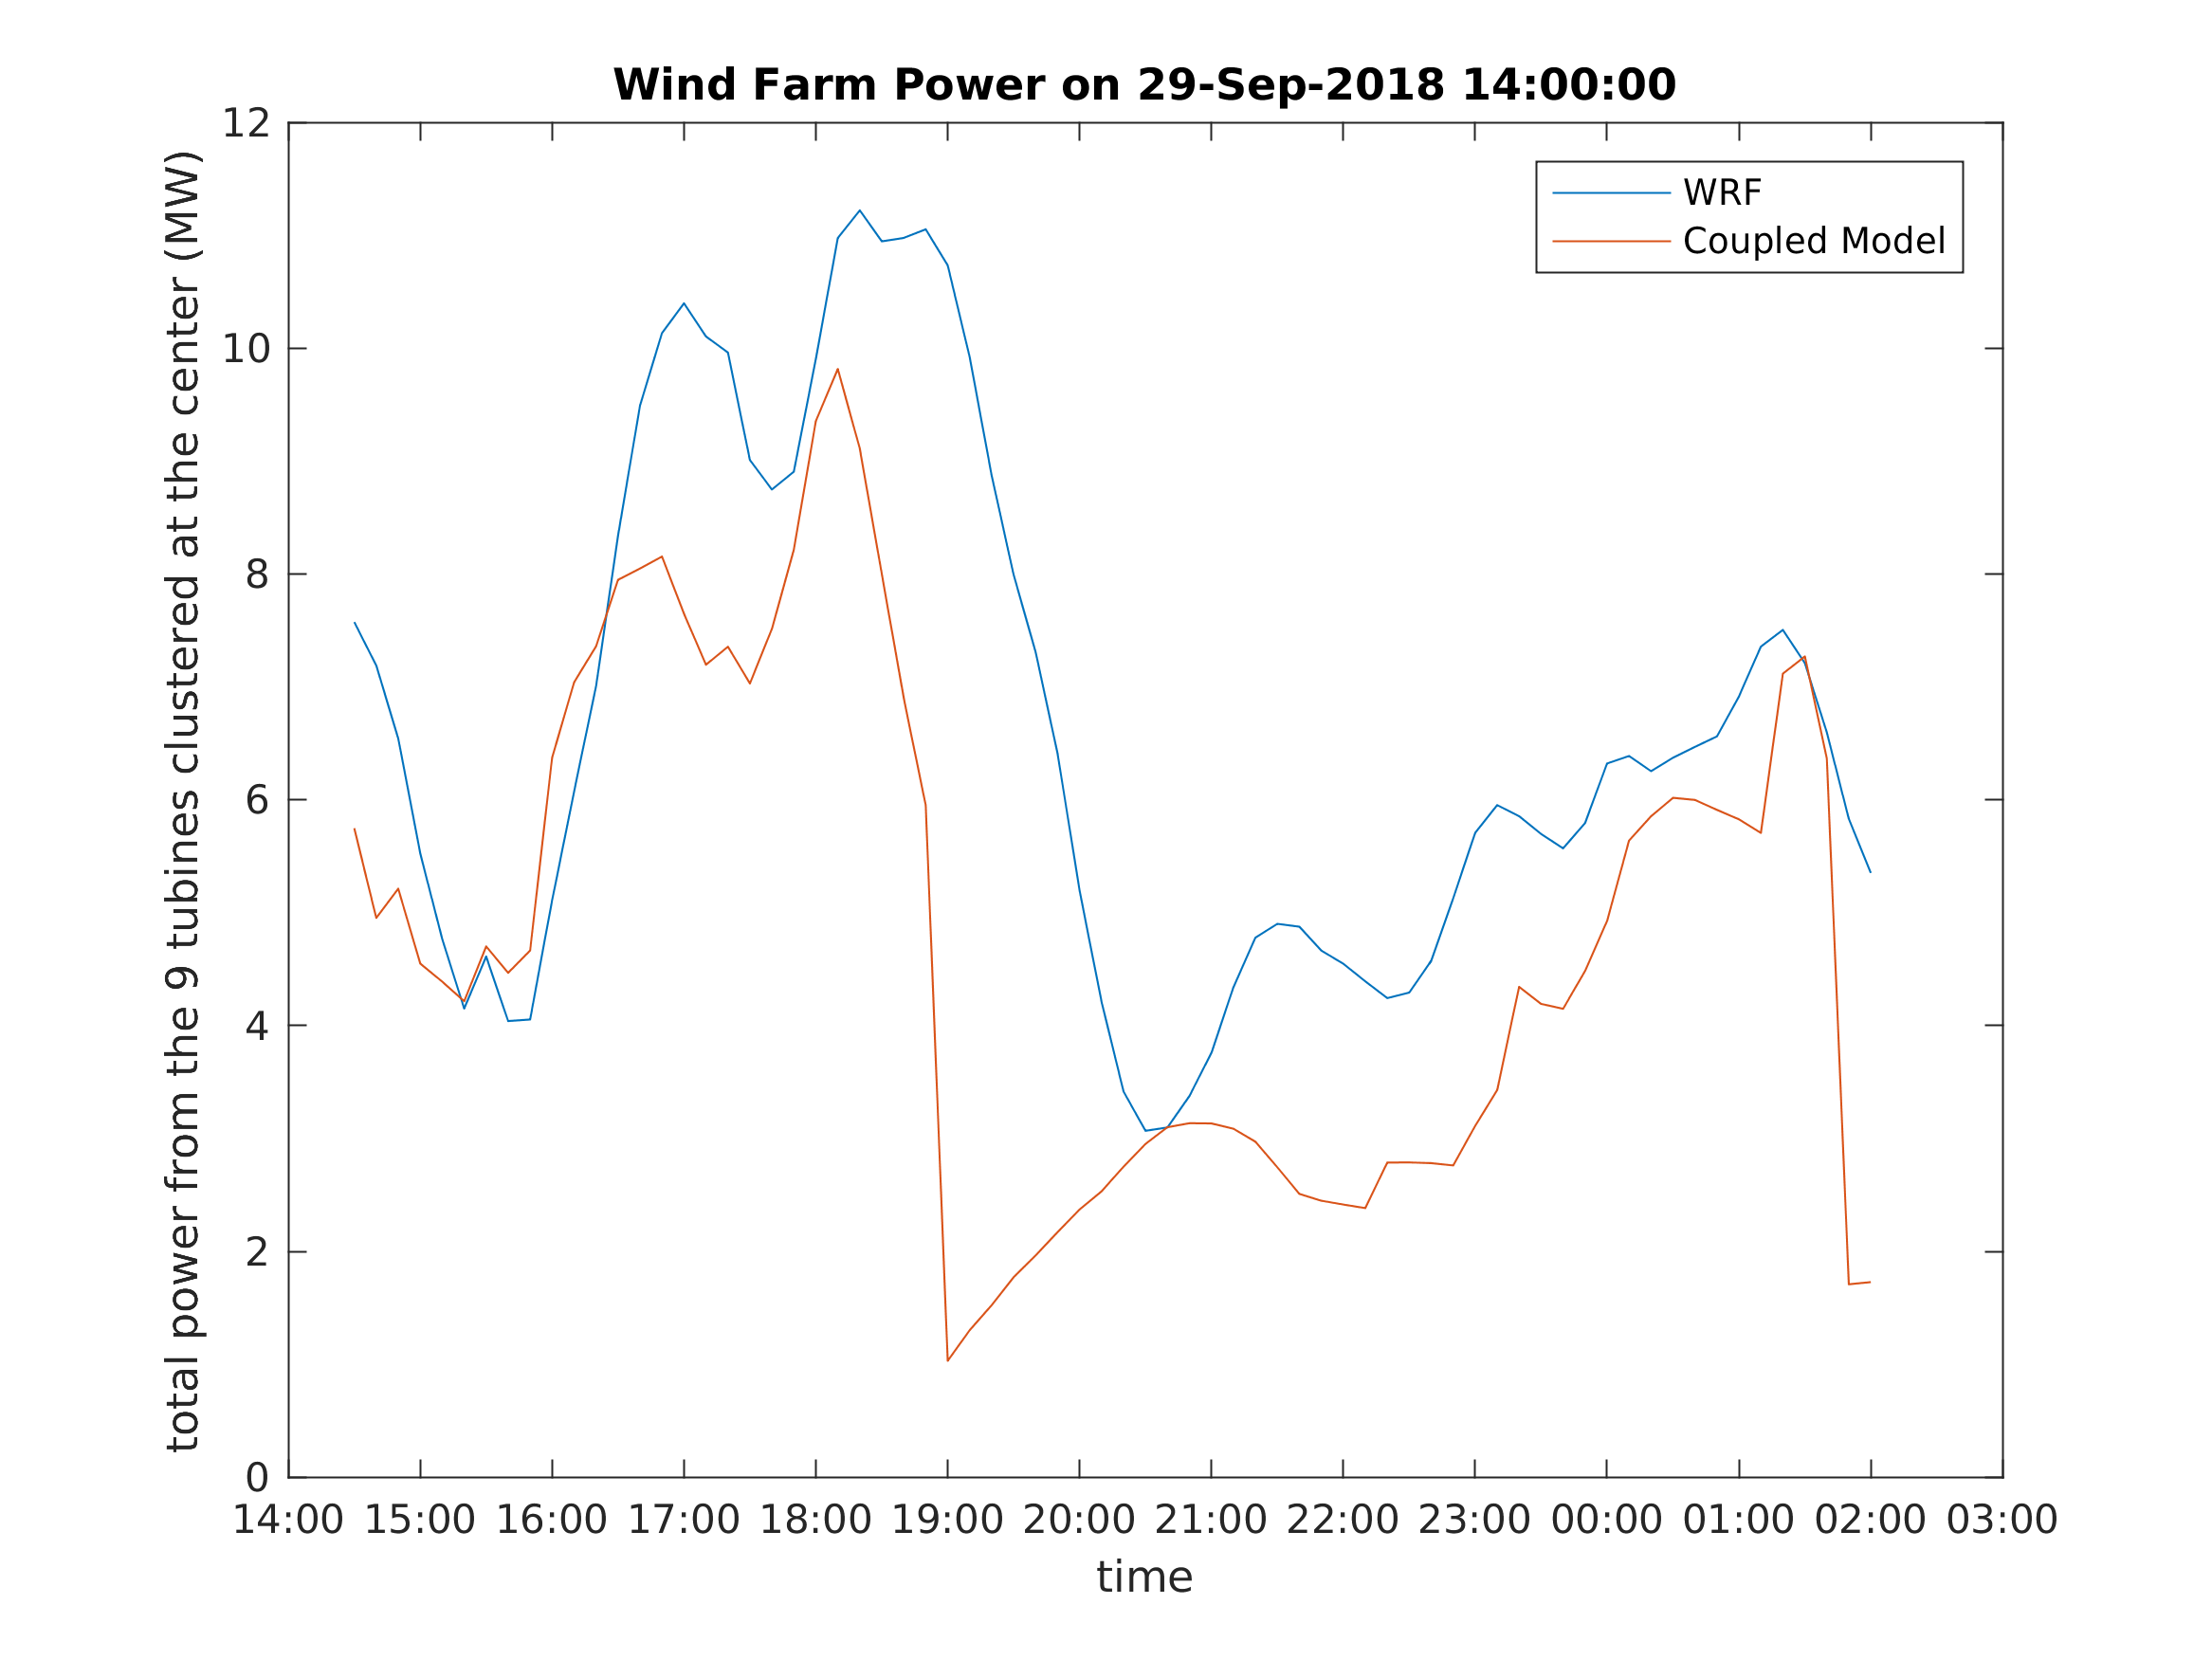 Wind Farm Power on 29-Sep-2018 14:00:00
total power from the 9 tubines clustered at the center (MW)
12
10
8
6
4
2
0
WRF
Coupled Model
14:00 15:00 16:00 17:00 18:00 19:00 20:00 21:00 22:00 23:00 00:00 01:00 02:00 03:00
time